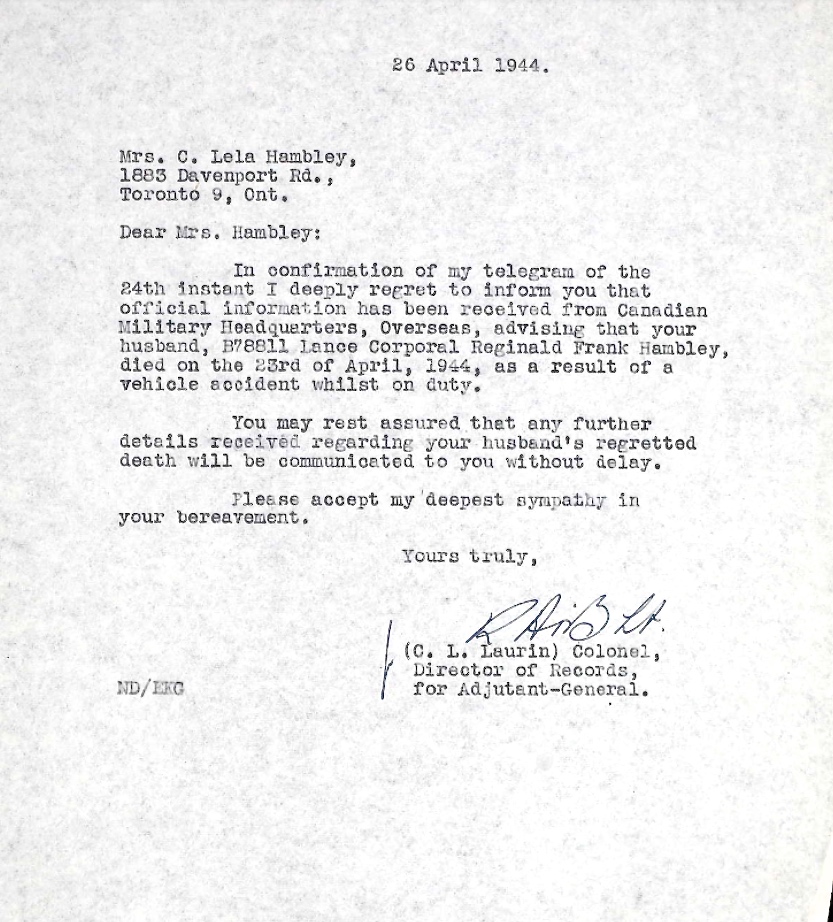 26 April 1944.
Mrs. C. Lela Hambley,
1883 Davenport Rd.,
Toronto 9, Ont.
Dear Mrs. Hambley:
In confirmation of my telegram of the
24th instant I deeply regret to inform you that
official information has been received from Canadian
Military Headquarters, Overseas, advising that your
husband, B78811 Lance Corporal Reginald Frank Hambley,
died on the 23rd of April, 1944, as a result of a
vehicle accident whilst on duty.
You may rest assured that any further
details received regarding your husband's regretted
death will be communicated to you without delay.
Please accept my deepest sympathy in
your bereavement.
Yours truly,
Lt.
(C. L. Laurin) Colonel,
Director of Records,
for Adjutant-General.
ND/EKG